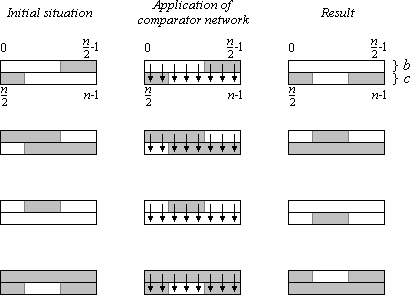 Initial situation
Application of
comparator network
Result
0 n/2-1
0 n/2-1
0 n/2-1
} b
} c
n/2 n-1
n/2 n-1
n/2 n-1